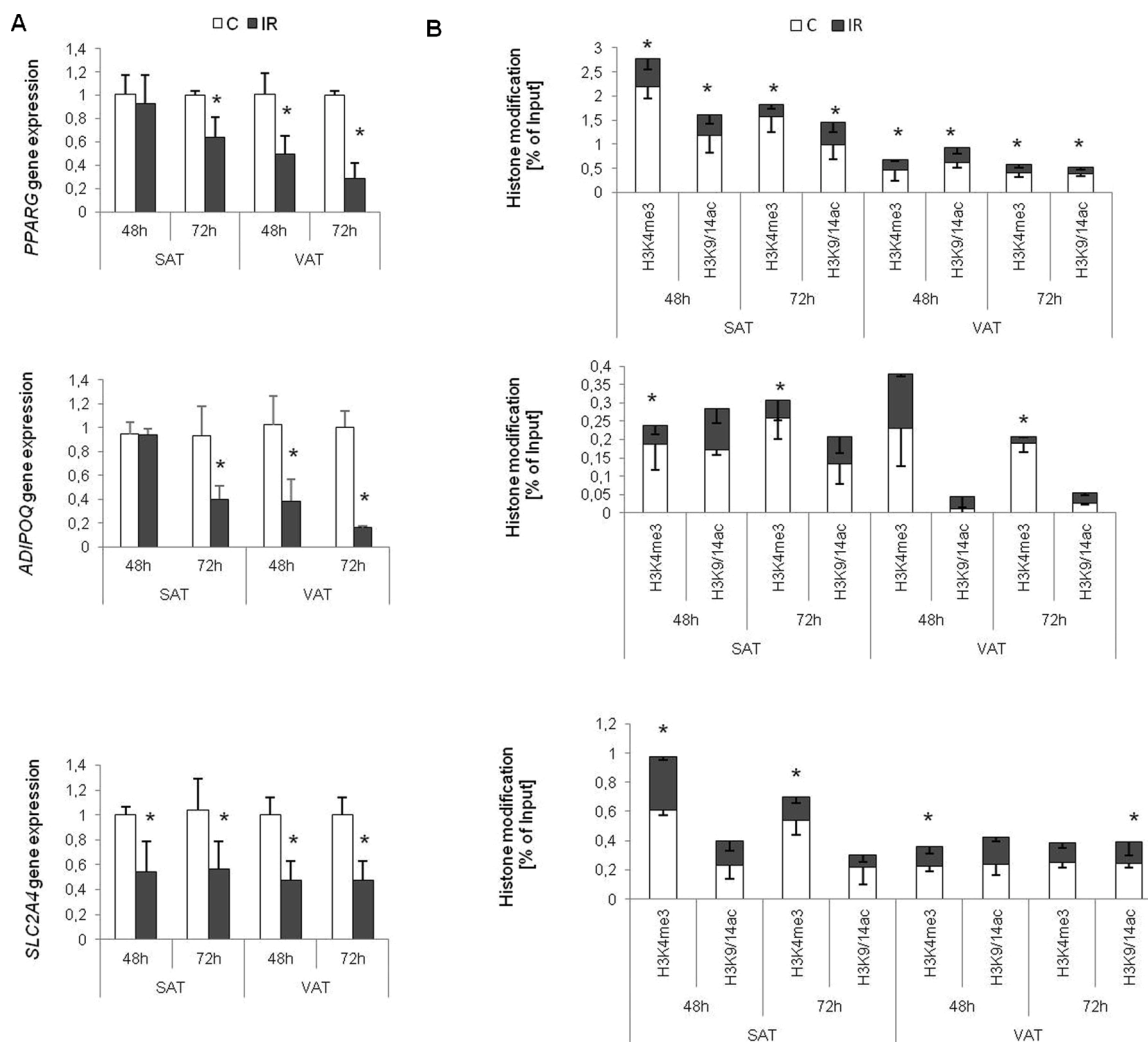 A
C IR
PPARG gene expression
1,4
1,2
1
0,8
0,6
0,4
0,2
0
* * *
48h 72h 48h 72h
SAT VAT
B
C IR
Histone modification
[% of Input]
3
2,5
2
1,5
1
0,5
0
* * * * * * * *
H3K4me3 H3K9/14ac H3K4me3 H3K9/14ac H3K4me3 H3K9/14ac H3K4me3 H3K9/14ac
48h 72h 48h 72h
SAT VAT
ADIPOQ gene expression
1,4
1,2
1
0,8
0,6
0,4
0,2
0
* * *
48h 72h 48h 72h
SAT VAT
Histone modification
[% of Input]
0,4
0,35
0,3
0,25
0,2
0,15
0,1
0,05
0
* * *
H3K4me3 H3K9/14ac H3K4me3 H3K9/14ac H3K4me3 H3K9/14ac H3K4me3 H3K9/14ac
48h 72h 48h 72h
SAT VAT
SLC2A4 gene expression
1,4
1,2
1
0,8
0,6
0,4
0,2
0
* * * *
48h 72h 48h 72h
SAT VAT
Histone modification
[% of Input]
1,2
1
0,8
0,6
0,4
0,2
0
* * * *
H3K4me3 H3K9/14ac H3K4me3 H3K9/14ac H3K4me3 H3K9/14ac H3K4me3 H3K9/14ac
48h 72h 48h 72h
SAT VAT